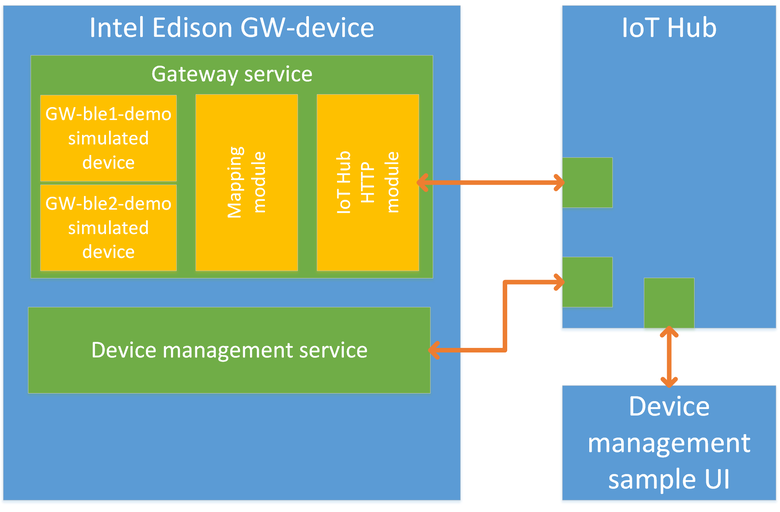 Intel Edison GW-device
Gateway service
GW-ble1-demo
simulated
device
GW-ble2-demo
simulated
device
Mapping
module
IoT Hub
HTTP
module
Device management service
IoT Hub
Device
management
sample UI